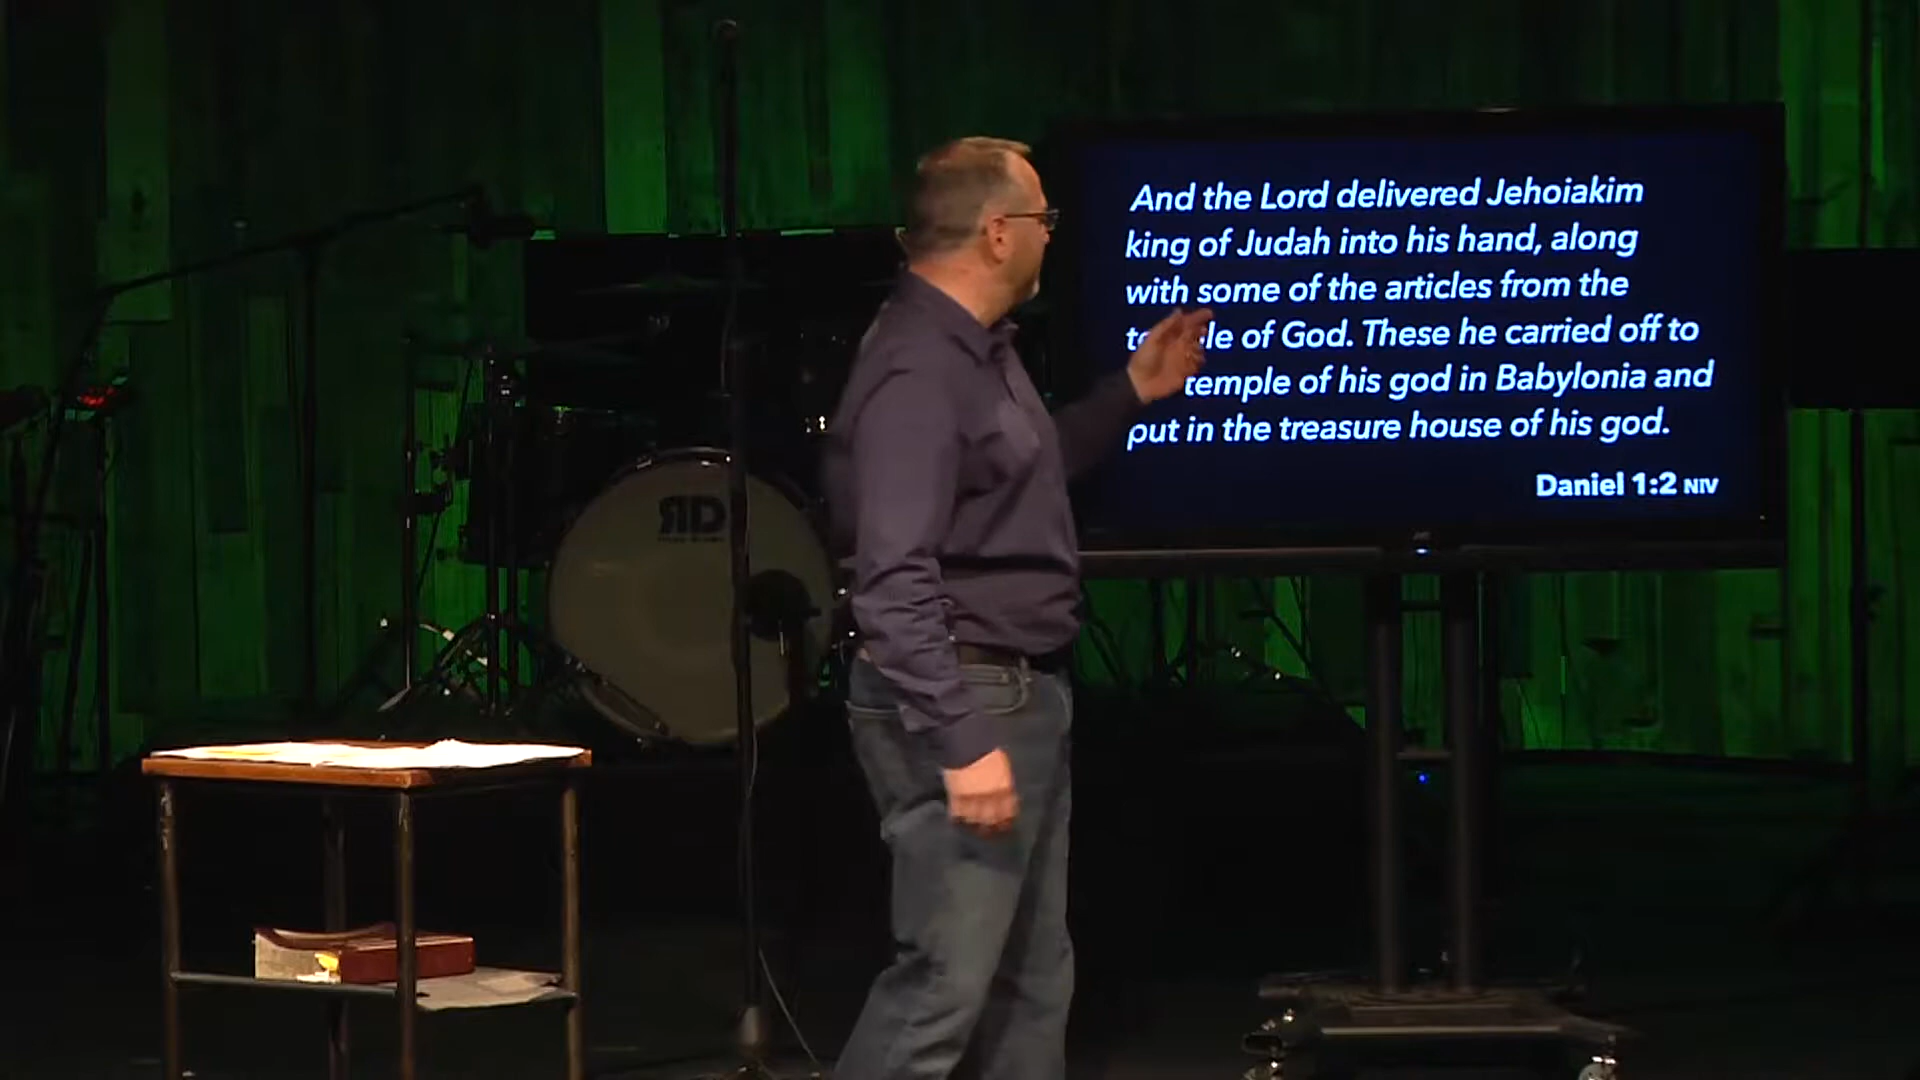 And the Lord delivered Jehoiakim
king of Judah into his hand, along
with some of the articles from the
of God. These he carried off to
temple of his god in Babylonia and
put in the treasure house of his god.
Daniel 1:2 NIV